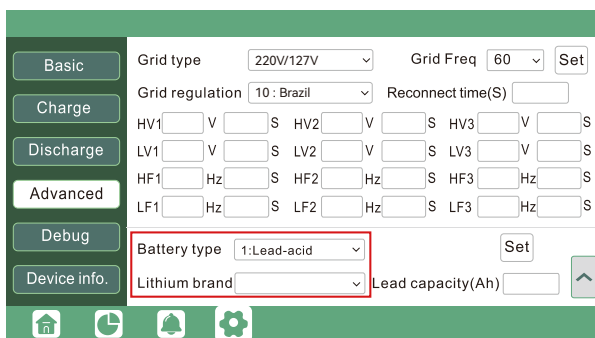 Basic
Charge
Discharge
Advanced
Debug
Device info.
Grid type 220V/127V Grid Freq 60 Set
Grid regulation 10 : Brazil Reconnect time(S)
HV1 V S HV2 V S HV3 V S
LV1 V S LV2 V S LV3 V S
HF1 Hz S HF2 Hz S HF3 Hz S
LF1 Hz S LF2 Hz S LF3 Hz S
Battery type 1:Lead-acid Set
Lithium brand Lead capacity(Ah)